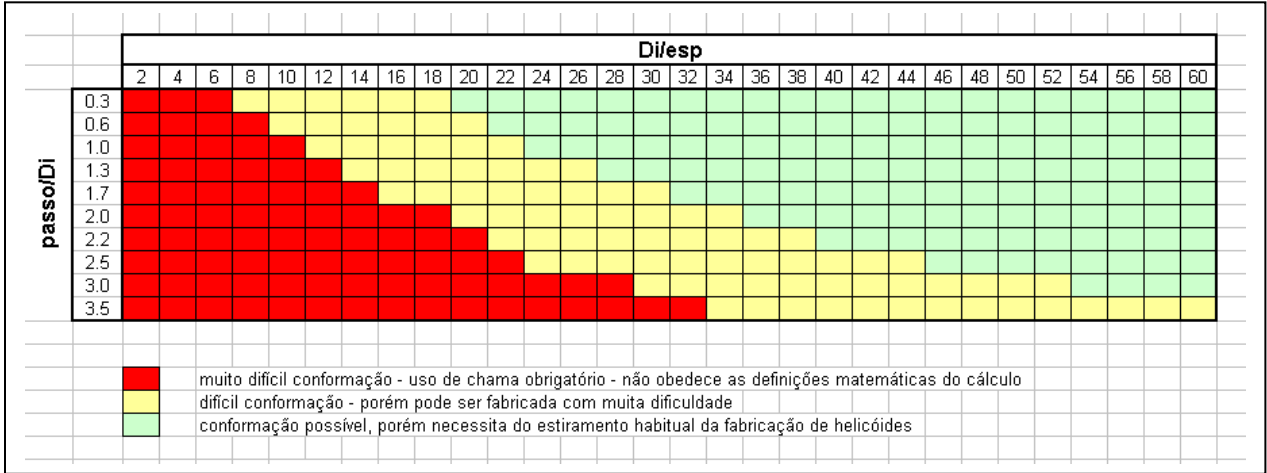 Di/esp
2 4 6 8 10 12 14 16 18 20 22 24 26 28 30 32 34 36 38 40 42 44 46 48 50 52 54 56 58 60
passo/Di
0.3
0.6
1.0
1.3
1.7
2.0
2.2
2.5
3.0
3.5
muito difícil conformação - uso de chama obrigatório - não obedece as definições matemáticas do cálculo
difícil conformação - porém pode ser fabricada com muita dificuldade
conformação possível, porém necessita do estiramento habitual da fabricação de helicóides